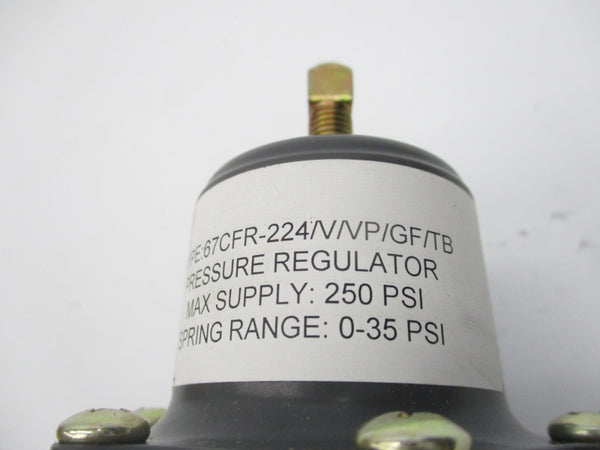 PE:67CFR-224/V/VP/GF/TB
PRESSURE REGULATOR
MAX SUPPLY: 250 PSI
SPRING RANGE: 0-35 PSI